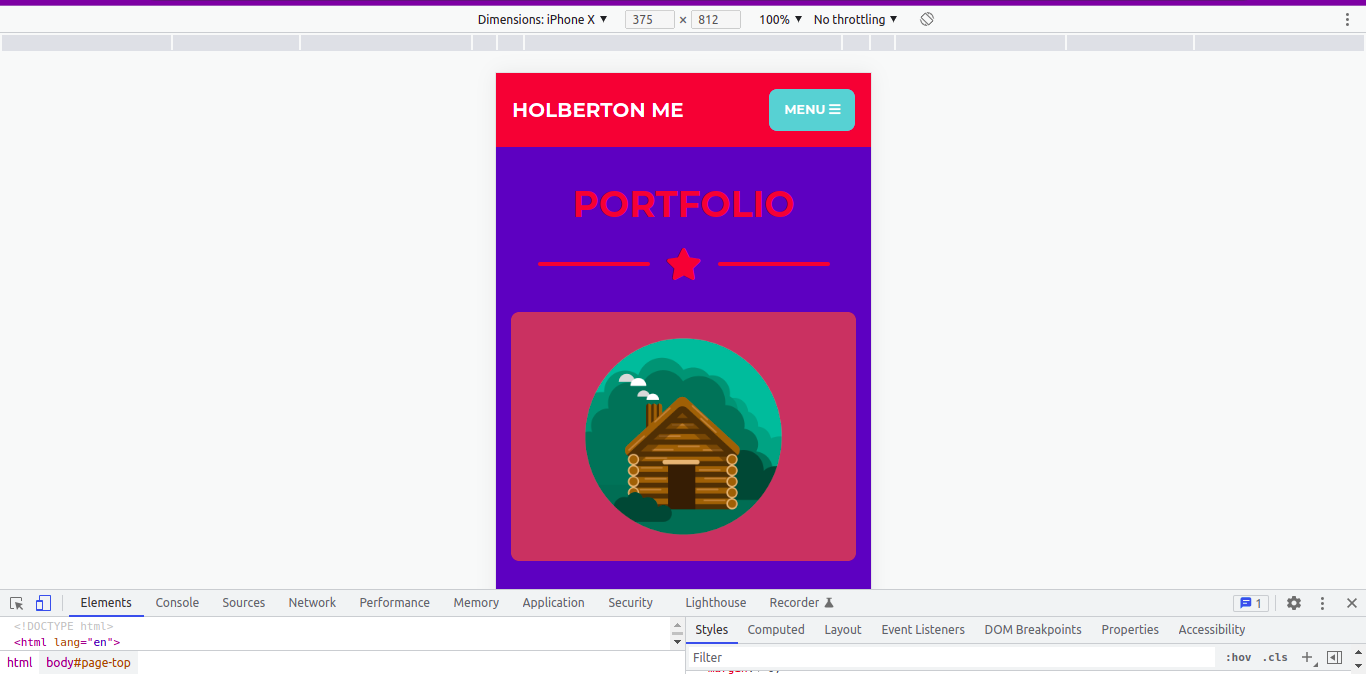 Dimensions: iPhone X ▼ 375 × 812 100% ▼ No throttling ▼
HOLBERTON ME
MENU ☰
PORTFOLIO
Elements Console Sources Network Performance Memory Application Security Lighthouse Recorder 1
<!DOCTYPE html>
<html lang="en">
html body#page-top
Styles Computed Layout Event Listeners DOM Breakpoints Properties Accessibility
Filter :hov .cls +